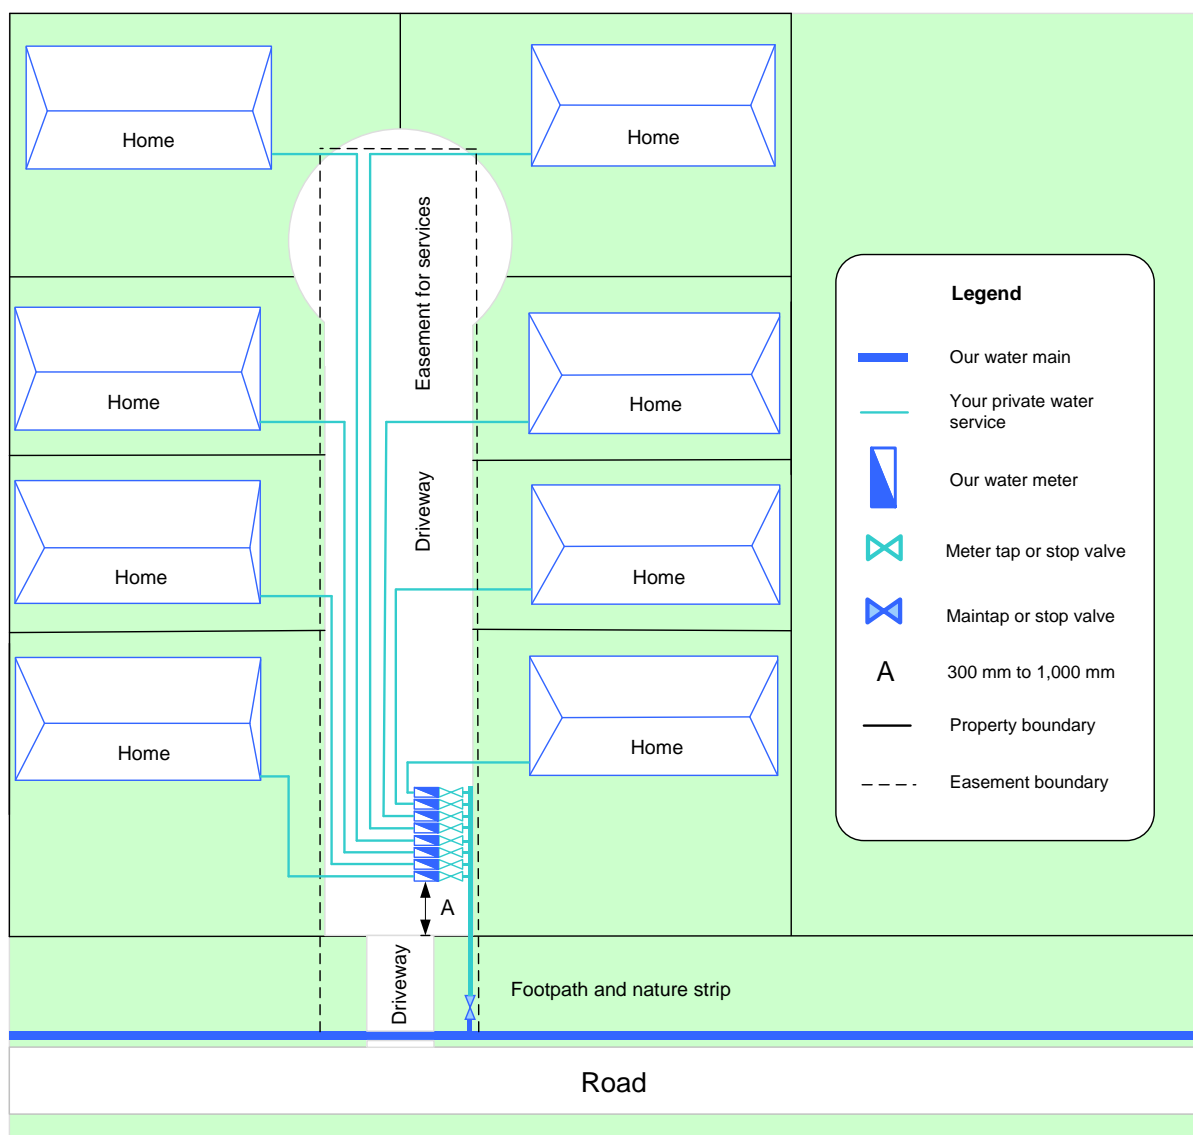 Home
Home
Easement for services
Legend
Our water main
Home
Home
Your private water
service
Driveway
Our water meter
Meter tap or stop valve
Home
Home
Maintap or stop valve
A
300 mm to 1,000 mm
Home
Home
Property boundary
Easement boundary
A
Driveway
Footpath and nature strip
Road